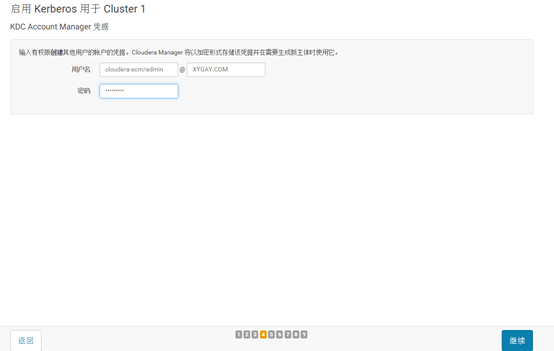 启用 Kerberos 用于 Cluster 1
KDC Account Manager 凭据
输入有权限创建其他用户的帐户的凭据。Cloudera Manager 将以加密形式存储该凭据并在需要生成新主体时使用它。
用户名 cloudera-scm/admin @ XYGAY.COM
密码 •••••••••
返回 1 2 3 4 5 6 7 8 9 继续